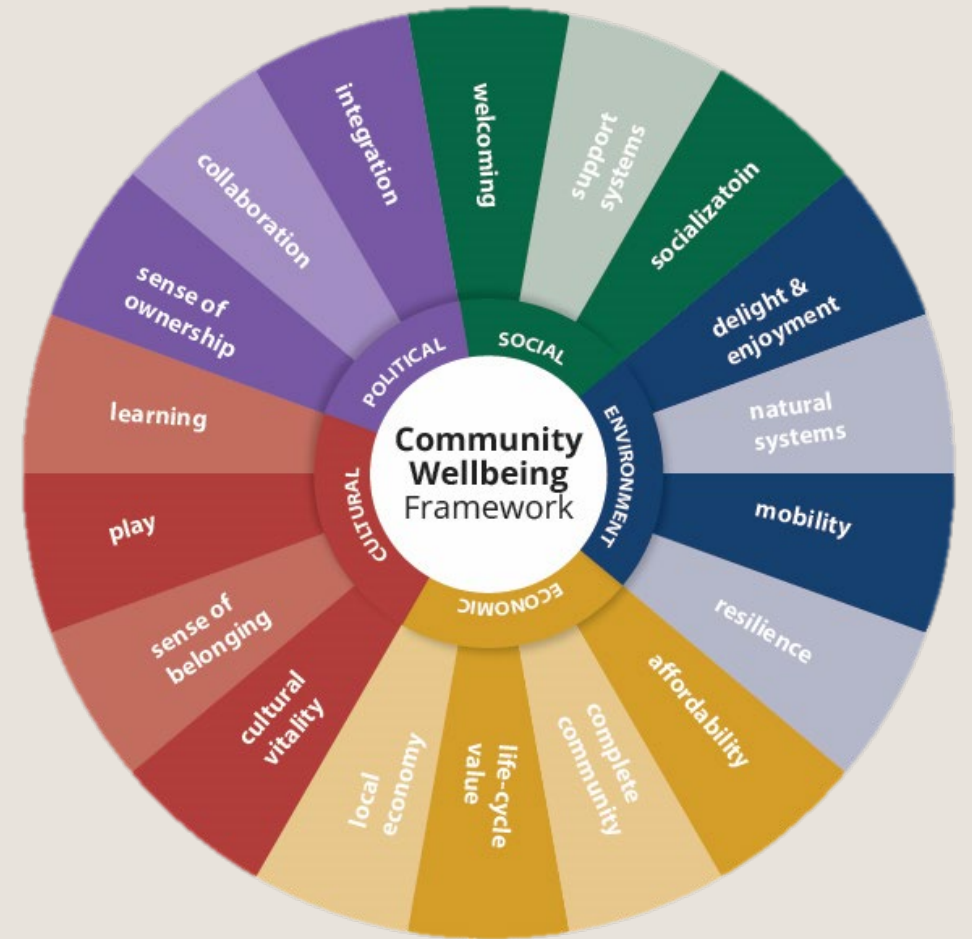 Community
Wellbeing
Framework
SOCIAL
welcoming
support
systems
socializatoin
ENVIRONMENT
delight &
enjoyment
natural
systems
mobility
resilience
ECONOMIC
affordability
complete
community
life-cycle
value
local
economy
CULTURAL
cultural
vitality
sense of
belonging
play
learning
POLITICAL
sense of
ownership
collaboration
integration